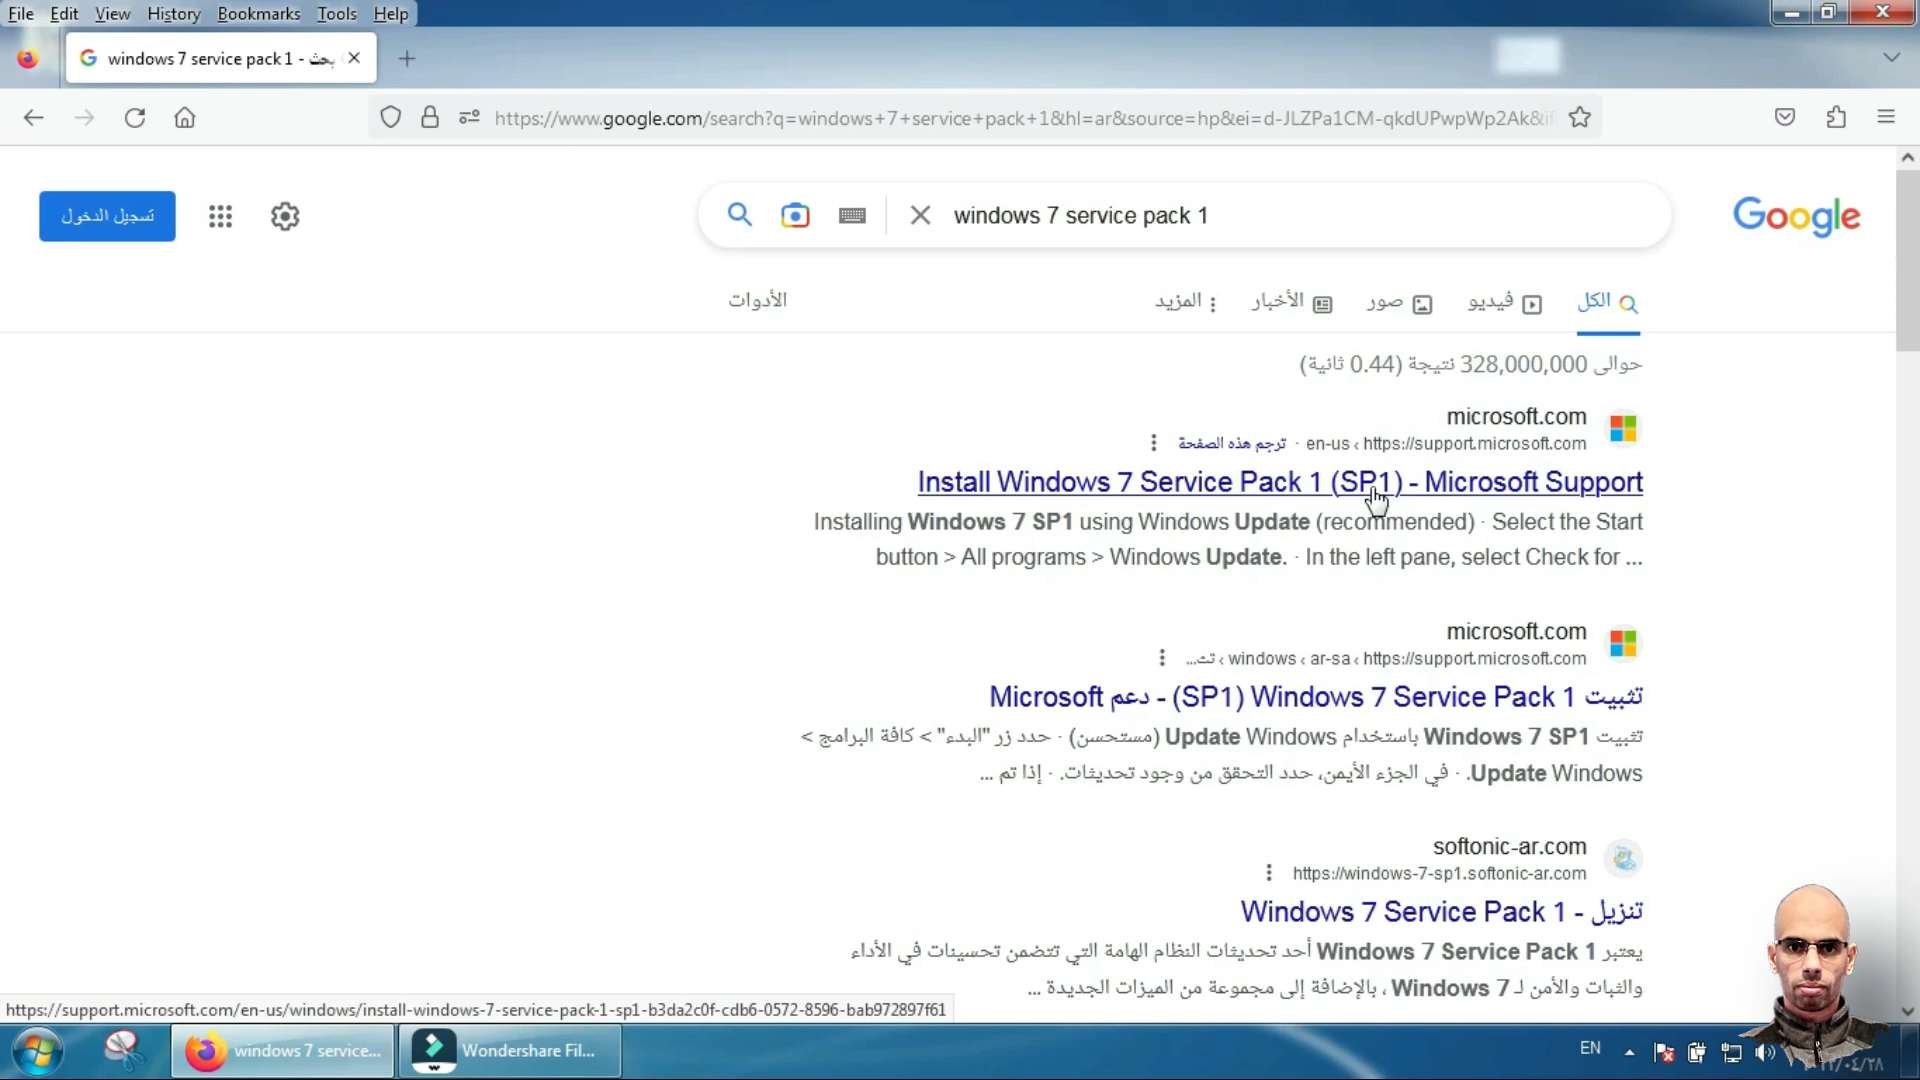 File Edit View History Bookmarks Tools Help
windows 7 service pack 1 - بحث
https://www.google.com/search?q=windows+7+service+pack+1&hl=ar&source=hp&ei=d-JLZPa1CM-qkdUPwpWp2Ak&if
تسجيل الدخول
windows 7 service pack 1
Google
الكل فيديو صور الأخبار المزيد الأدوات
حوالى 328,000,000 نتيجة (0.44 ثانية)
microsoft.com
https://support.microsoft.com › en-us · ترجم هذه الصفحة
Install Windows 7 Service Pack 1 (SP1) - Microsoft Support
Installing Windows 7 SP1 using Windows Update (recommended) · Select the Start
button > All programs > Windows Update. · In the left pane, select Check for ...
microsoft.com
https://support.microsoft.com › ar-sa › windows › تث...
تثبيت Windows 7 Service Pack 1 (SP1) - دعم Microsoft
تثبيت Windows 7 SP1 باستخدام Update Windows (مستحسن) · حدد زر "البدء" > كافة البرامج >
Update Windows. · في الجزء الأيمن، حدد التحقق من وجود تحديثات. · إذا تم ...
softonic-ar.com
https://windows-7-sp1.softonic-ar.com
تنزيل - Windows 7 Service Pack 1
يعتبر Windows 7 Service Pack 1 أحد تحديثات النظام الهامة التي تتضمن تحسينات في الأداء
والثبات والأمن لـ Windows 7 ، بالإضافة إلى مجموعة من الميزات الجديدة ...
https://support.microsoft.com/en-us/windows/install-windows-7-service-pack-1-sp1-b3da2c0f-cdb6-0572-8596-bab972897f61
windows 7 service...
Wondershare Fil...
EN